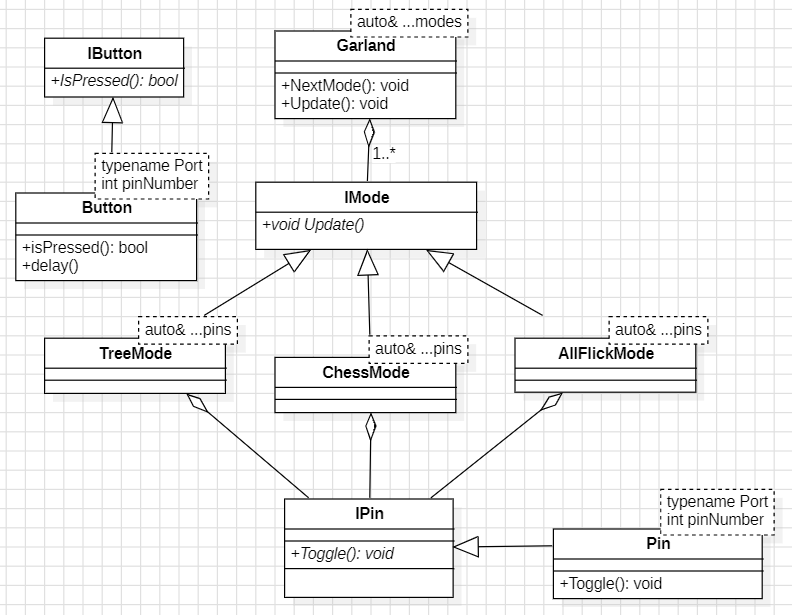 auto& ...modes
Garland
+NextMode(): void
+Update(): void
IButton
+IsPressed(): bool
1..*
typename Port
int pinNumber
Button
+isPressed(): bool
+delay()
IMode
+void Update()
auto& ...pins
TreeMode
auto& ...pins
ChessMode
auto& ...pins
AllFlickMode
IPin
+Toggle(): void
typename Port
int pinNumber
Pin
+Toggle(): void